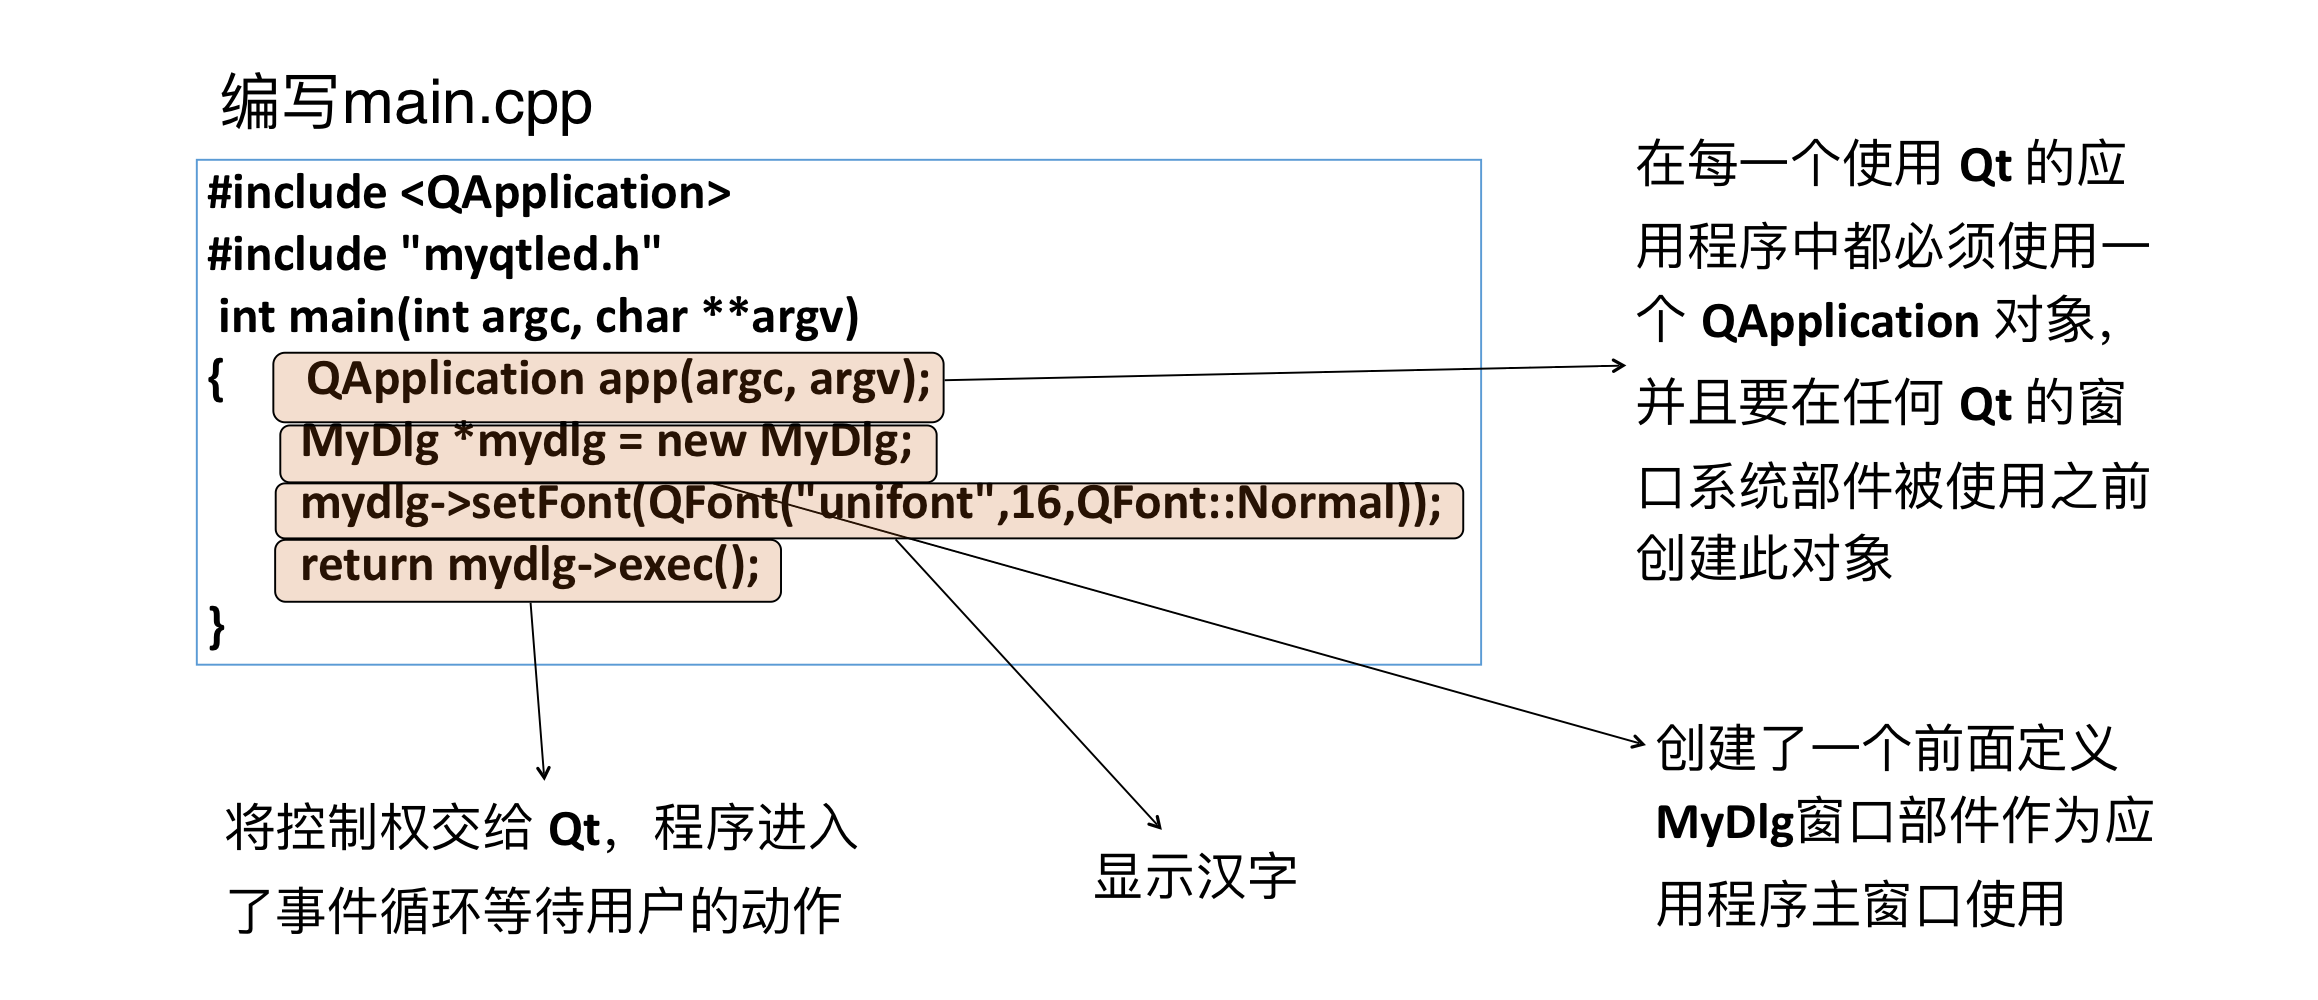 编写main.cpp
#include <QApplication>
#include "myqtled.h"
int main(int argc, char **argv)
{ QApplication app(argc, argv);
MyDlg *mydlg = new MyDlg;
mydlg->setFont(QFont("unifont",16,QFont::Normal));
return mydlg->exec();
}
在每一个使用 Qt 的应
用程序中都必须使用一
个 QApplication 对象，
并且要在任何 Qt 的窗
口系统部件被使用之前
创建此对象
创建了一个前面定义
MyDlg窗口部件作为应
用程序主窗口使用
显示汉字
将控制权交给 Qt，程序进入
了事件循环等待用户的动作